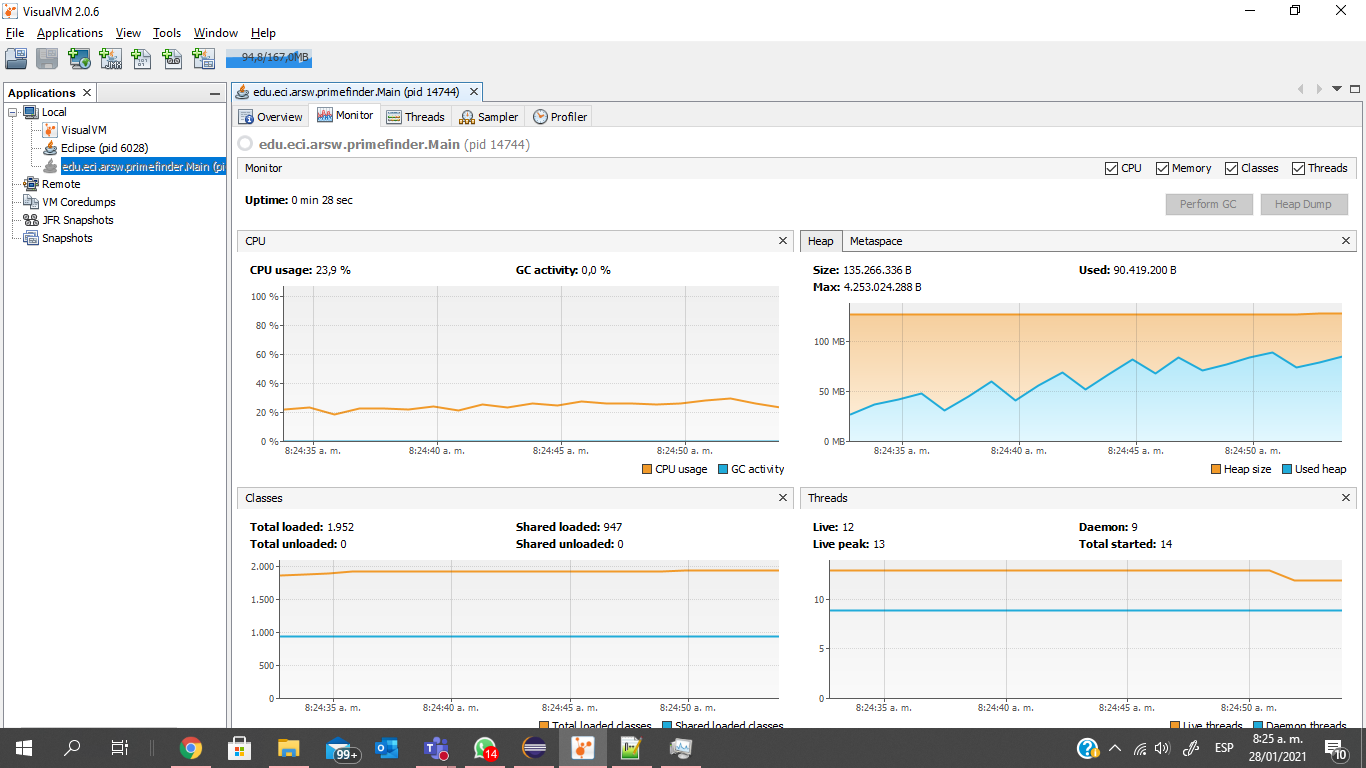 VisualVM 2.0.6
File Applications View Tools Window Help
94,8/167,0MB
Applications
Local
VisualVM
Eclipse (pid 6028)
edu.eci.arsw.primefinder.Main (pi
Remote
VM Coredumps
JFR Snapshots
Snapshots
edu.eci.arsw.primefinder.Main (pid 14744)
Overview Monitor Threads Sampler Profiler
edu.eci.arsw.primefinder.Main (pid 14744)
Monitor CPU Memory Classes Threads
Uptime: 0 min 28 sec
Perform GC Heap Dump
CPU
CPU usage: 23,9 % GC activity: 0,0 %
100 %
80 %
60 %
40 %
20 %
0 %
8:24:35 a. m. 8:24:40 a. m. 8:24:45 a. m. 8:24:50 a. m.
CPU usage GC activity
Heap Metaspace
Size: 135.266.336 B Used: 90.419.200 B
Max: 4.253.024.288 B
100 MB
50 MB
0 MB
8:24:35 a. m. 8:24:40 a. m. 8:24:45 a. m. 8:24:50 a. m.
Heap size Used heap
Classes
Total loaded: 1.952 Shared loaded: 947
Total unloaded: 0 Shared unloaded: 0
2.000
1.500
1.000
500
0
8:24:35 a. m. 8:24:40 a. m. 8:24:45 a. m. 8:24:50 a. m.
Total loaded classes Shared loaded classes
Threads
Live: 12 Daemon: 9
Live peak: 13 Total started: 14
10
5
0
8:24:35 a. m. 8:24:40 a. m. 8:24:45 a. m. 8:24:50 a. m.
Live threads Daemon threads
99+
14
ESP
8:25 a. m.
28/01/2021
10